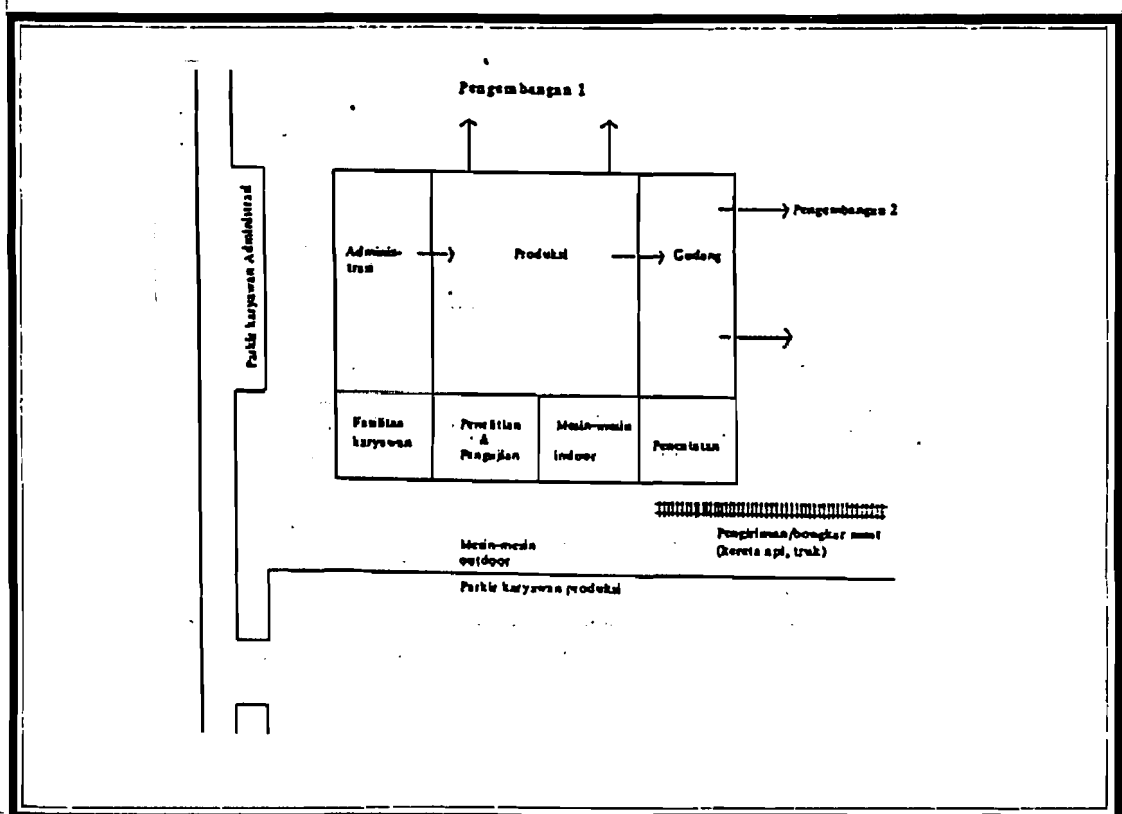 Pengembangan 1
Parkir karyawan Administrasi
Pengembangan 2
Adminis-
trasi
Produksi
Gudang
Fasilitas
karyawan
Penelitian
&
Pengujian
Mesin-mesin
indoor
Pengiriman/bongkar muat
(kereta api, truk)
Mesin-mesin
outdoor
Parkir karyawan produksi